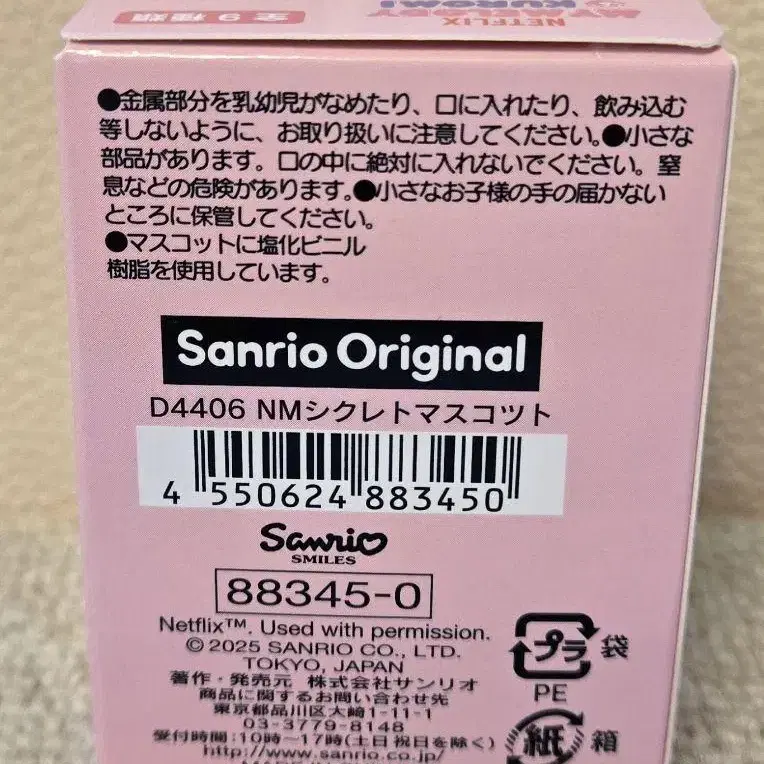 全9種類
NETFLIX
MY MELODY
& KUROMI
●金属部分を乳幼児がなめたり、口に入れたり、飲み込む
等しないように、お取り扱いに注意してください。●小さな
部品があります。口の中に絶対に入れないでください。窒
息などの危険があります。●小さなお子様の手の届かない
ところに保管してください。
●マスコットに塩化ビニル
樹脂を使用しています。
Sanrio Original
D4406 NMシクレトマスコツト
4 550624 883450
Sanrio
SMILES
88345-0
Netflix™. Used with permission.
© 2025 SANRIO CO., LTD.
TOKYO, JAPAN
著作・発売元 株式会社サンリオ
商品に関するお問い合わせ先
東京都品川区大崎1-11-1
03-3779-8148
受付時間:10時~17時(土日祝日を除く)
http://www.sanrio.co.jp/
プラ 袋
PE
紙 箱